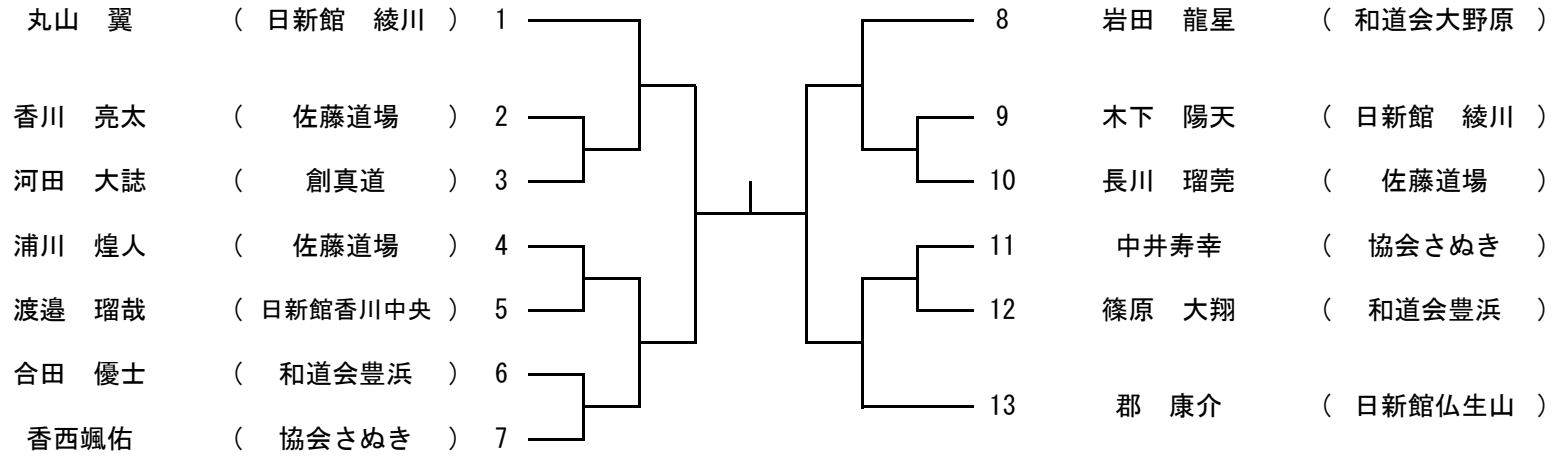 丸山　翼　（　日新館　綾川　）　1
香川　亮太　（　佐藤道場　）　2
河田　大誌　（　創真道　）　3
浦川　煌人　（　佐藤道場　）　4
渡邉　瑠哉　（　日新館香川中央　）　5
合田　優士　（　和道会豊浜　）　6
香西颯佑　（　協会さぬき　）　7
8　岩田　龍星　（　和道会大野原　）
9　木下　陽天　（　日新館　綾川　）
10　長川　瑠莞　（　佐藤道場　）
11　中井寿幸　（　協会さぬき　）
12　篠原　大翔　（　和道会豊浜　）
13　郡　康介　（　日新館仏生山　）